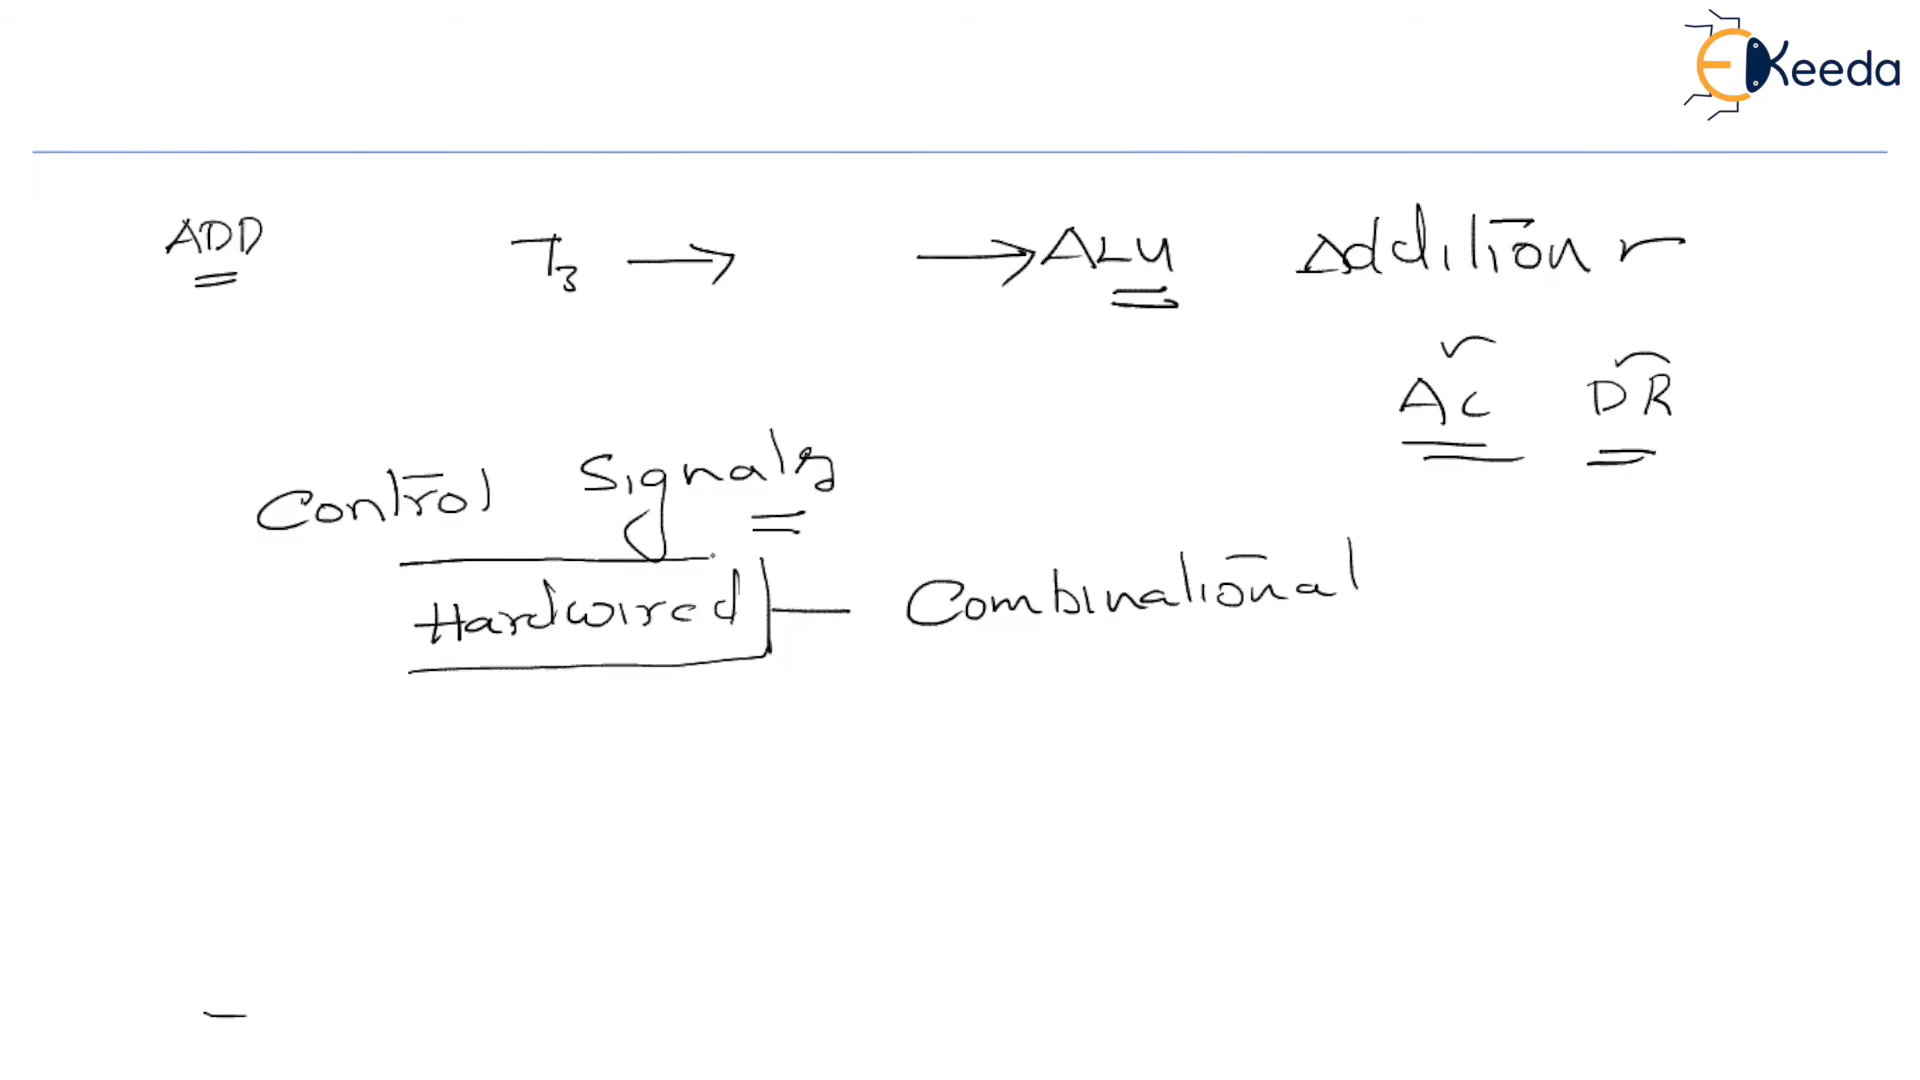 EKeeda
ADD T3 → → ALU Addition
AC DR
Control Signals
Hardwired — Combinational